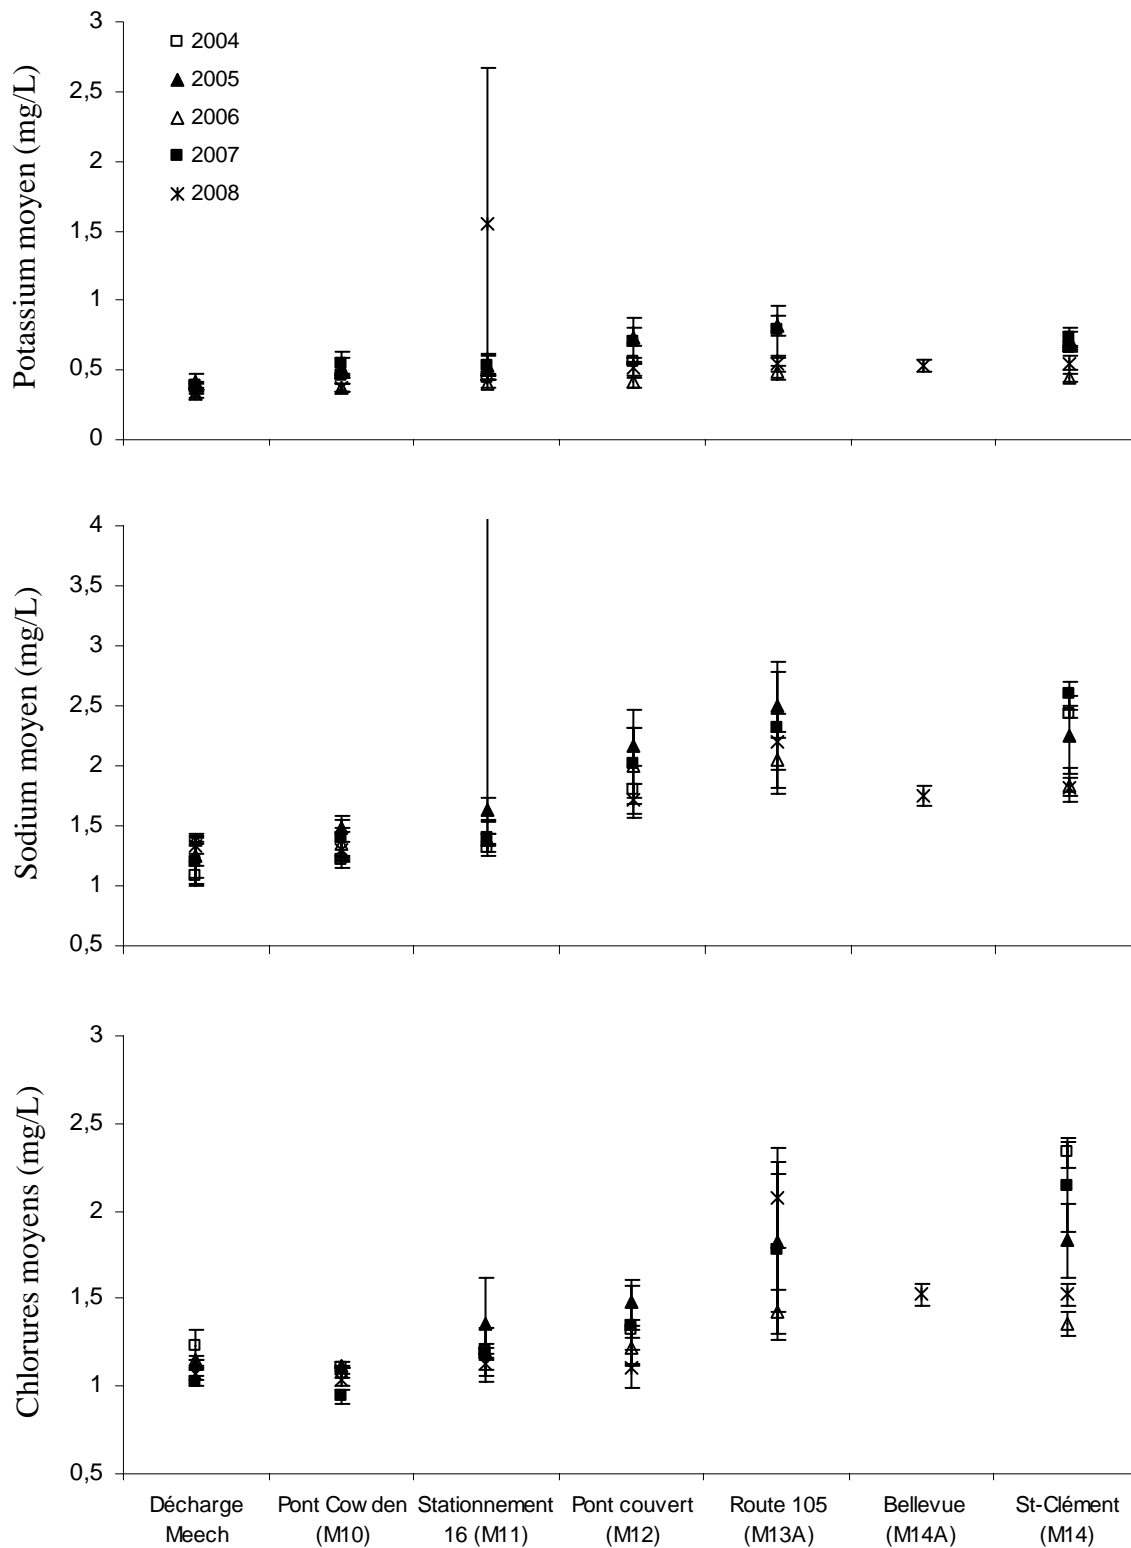 Potassium moyen (mg/L)
3
2,5
2
1,5
1
0,5
0
2004
2005
2006
2007
2008
Sodium moyen (mg/L)
4
3,5
3
2,5
2
1,5
1
0,5
Chlorures moyens (mg/L)
3
2,5
2
1,5
1
0,5
Décharge
Meech
Pont Cowden
(M10)
Stationnement
16 (M11)
Pont couvert
(M12)
Route 105
(M13A)
Bellevue
(M14A)
St-Clément
(M14)